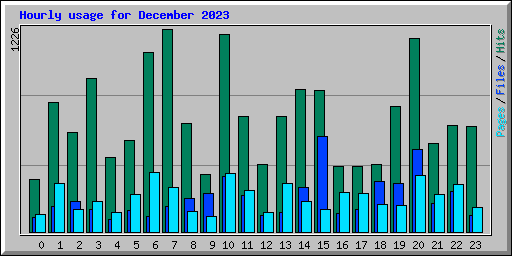 Hourly usage for December 2023
1226
Pages / Files / Hits
0 1 2 3 4 5 6 7 8 9 10 11 12 13 14 15 16 17 18 19 20 21 22 23